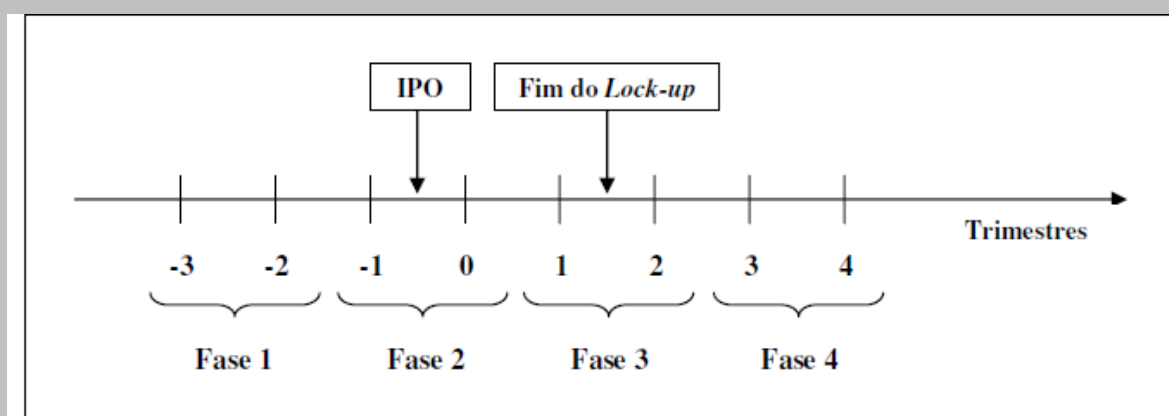 IPO
Fim do Lock-up
Trimestres
-3 -2 -1 0 1 2 3 4
Fase 1 Fase 2 Fase 3 Fase 4